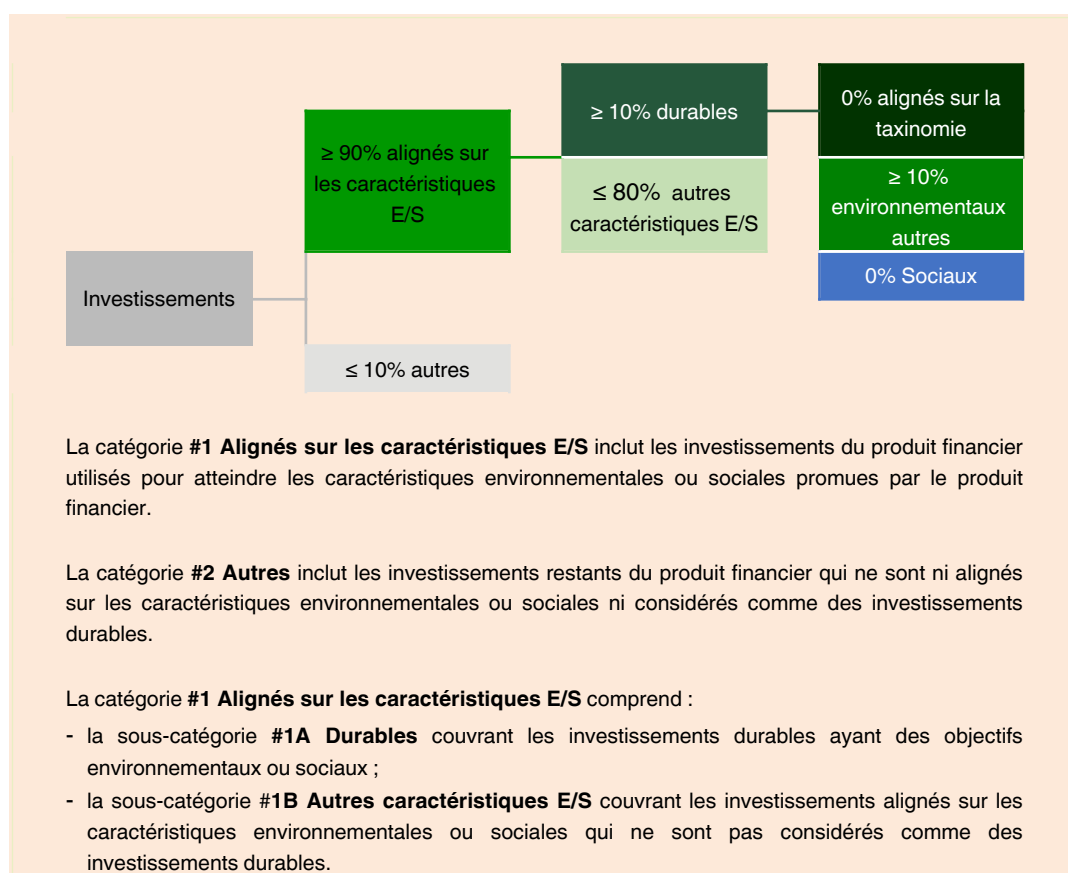 ≥ 10% durables
0% alignés sur la
taxinomie
≥ 90% alignés sur
les caractéristiques
E/S
≤ 80% autres
caractéristiques E/S
≥ 10%
environnementaux
autres
0% Sociaux
Investissements
≤ 10% autres
La catégorie #1 Alignés sur les caractéristiques E/S inclut les investissements du produit financier
utilisés pour atteindre les caractéristiques environnementales ou sociales promues par le produit
financier.
La catégorie #2 Autres inclut les investissements restants du produit financier qui ne sont ni alignés
sur les caractéristiques environnementales ou sociales ni considérés comme des investissements
durables.
La catégorie #1 Alignés sur les caractéristiques E/S comprend :
- la sous-catégorie #1A Durables couvrant les investissements durables ayant des objectifs
environnementaux ou sociaux ;
- la sous-catégorie #1B Autres caractéristiques E/S couvrant les investissements alignés sur les
caractéristiques environnementales ou sociales qui ne sont pas considérés comme des
investissements durables.